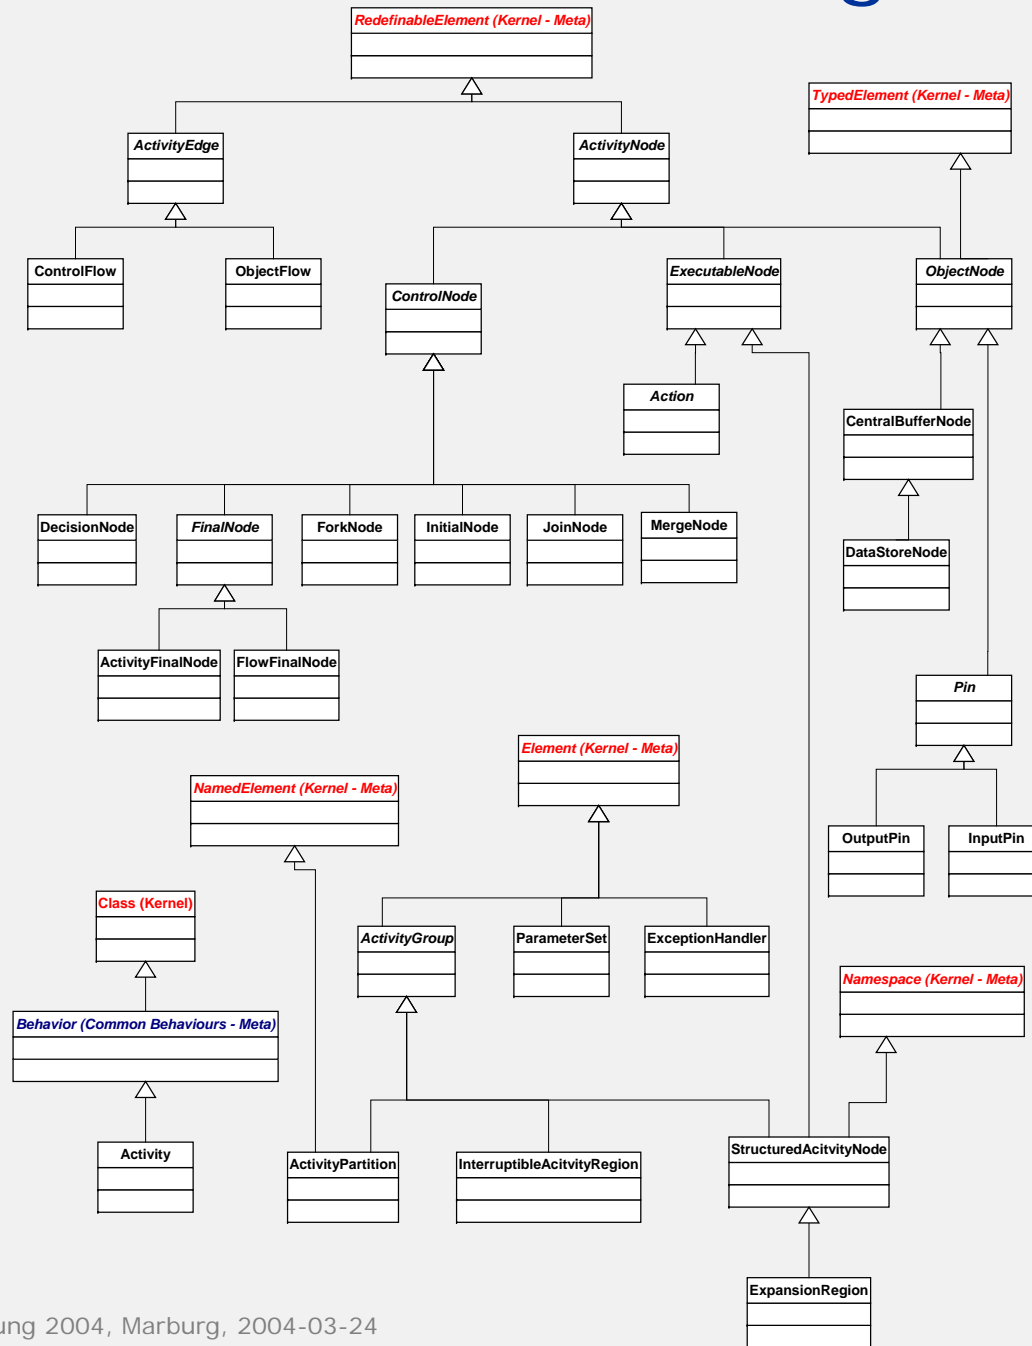 RedefinableElement (Kernel - Meta)
TypedElement (Kernel - Meta)
ActivityEdge
ActivityNode
ControlFlow
ObjectFlow
ControlNode
ExecutableNode
ObjectNode
Action
CentralBufferNode
DecisionNode
FinalNode
ForkNode
InitialNode
JoinNode
MergeNode
DataStoreNode
ActivityFinalNode
FlowFinalNode
Pin
Element (Kernel - Meta)
NamedElement (Kernel - Meta)
OutputPin
InputPin
Class (Kernel)
ActivityGroup
ParameterSet
ExceptionHandler
Namespace (Kernel - Meta)
Behavior (Common Behaviours - Meta)
Activity
ActivityPartition
InterruptibleAcitvityRegion
StructuredAcitvityNode
ExpansionRegion
ung 2004, Marburg, 2004-03-24